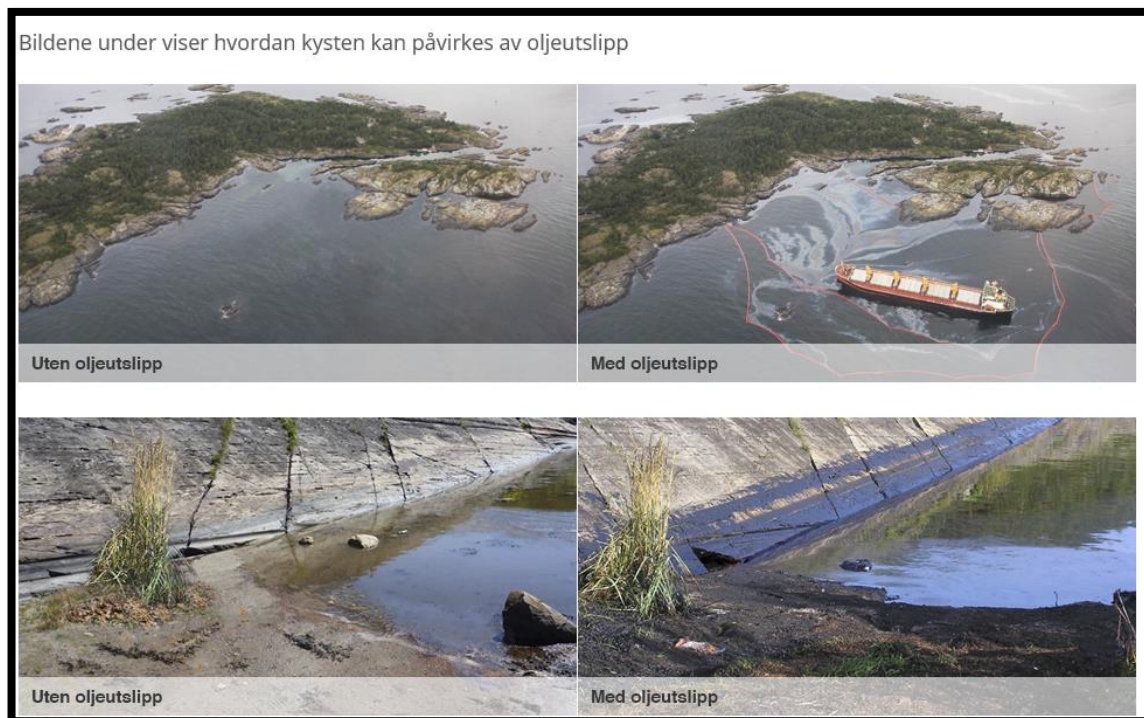 Bildene under viser hvordan kysten kan påvirkes av oljeutslipp
Uten oljeutslipp
Med oljeutslipp
Uten oljeutslipp
Med oljeutslipp